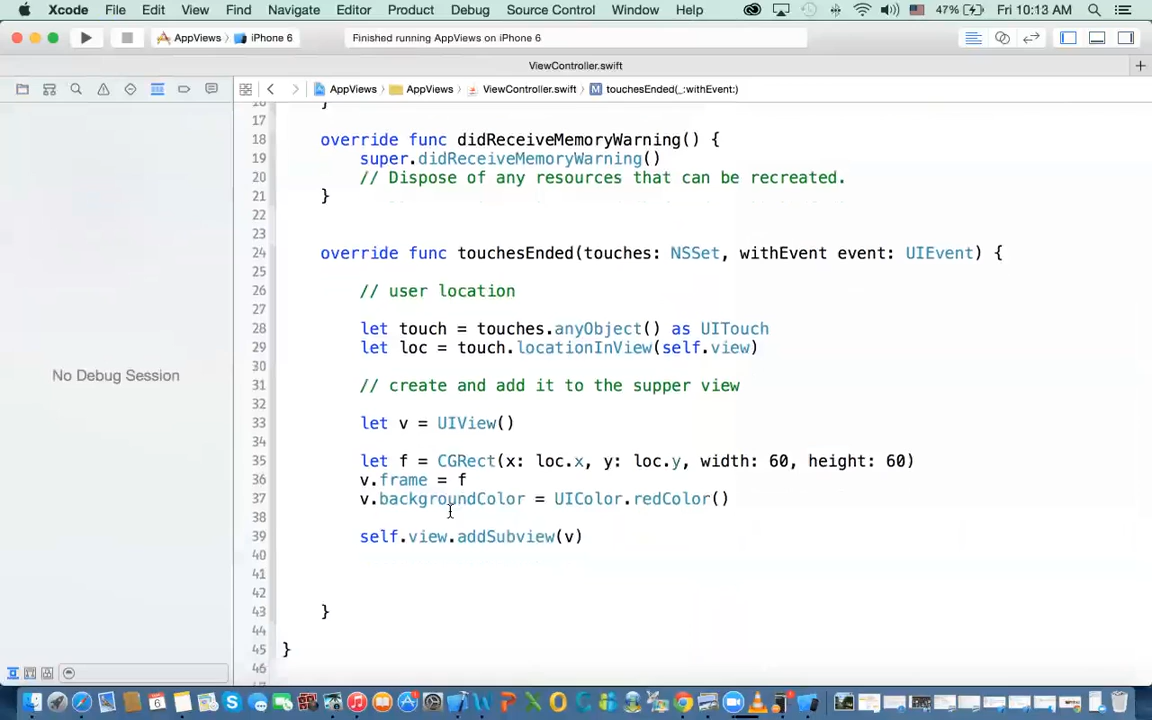 Xcode File Edit View Find Navigate Editor Product Debug Source Control Window Help 47% Fri 10:13 AM
AppViews iPhone 6 Finished running AppViews on iPhone 6
ViewController.swift
AppViews AppViews ViewController.swift M touchesEnded(_:withEvent:)
17
18 override func didReceiveMemoryWarning() {
19 super.didReceiveMemoryWarning()
20 // Dispose of any resources that can be recreated.
21 }
22
23
24 override func touchesEnded(touches: NSSet, withEvent event: UIEvent) {
25
26 // user location
27
28 let touch = touches.anyObject() as UITouch
29 let loc = touch.locationInView(self.view)
30
31 // create and add it to the supper view
32
33 let v = UIView()
34
35 let f = CGRect(x: loc.x, y: loc.y, width: 60, height: 60)
36 v.frame = f
37 v.backgroundColor = UIColor.redColor()
38
39 self.view.addSubview(v)
40
41
42
43 }
44
45 }
46
No Debug Session